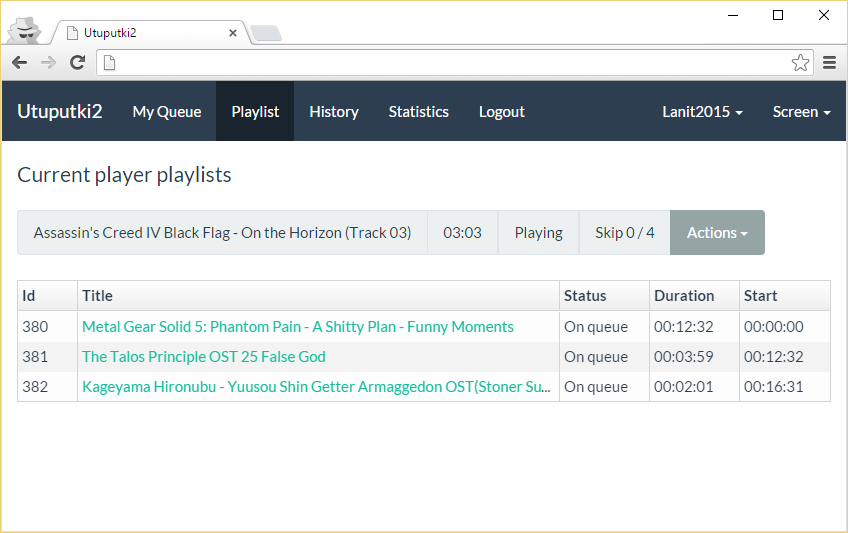 Utuputki2
Utuputki2 My Queue Playlist History Statistics Logout Lanit2015 Screen
Current player playlists
Assassin's Creed IV Black Flag - On the Horizon (Track 03) 03:03 Playing Skip 0 / 4 Actions
Id Title Status Duration Start
380 Metal Gear Solid 5: Phantom Pain - A Shitty Plan - Funny Moments On queue 00:12:32 00:00:00
381 The Talos Principle OST 25 False God On queue 00:03:59 00:12:32
382 Kageyama Hironubu - Yuusou Shin Getter Armaggedon OST(Stoner Su... On queue 00:02:01 00:16:31